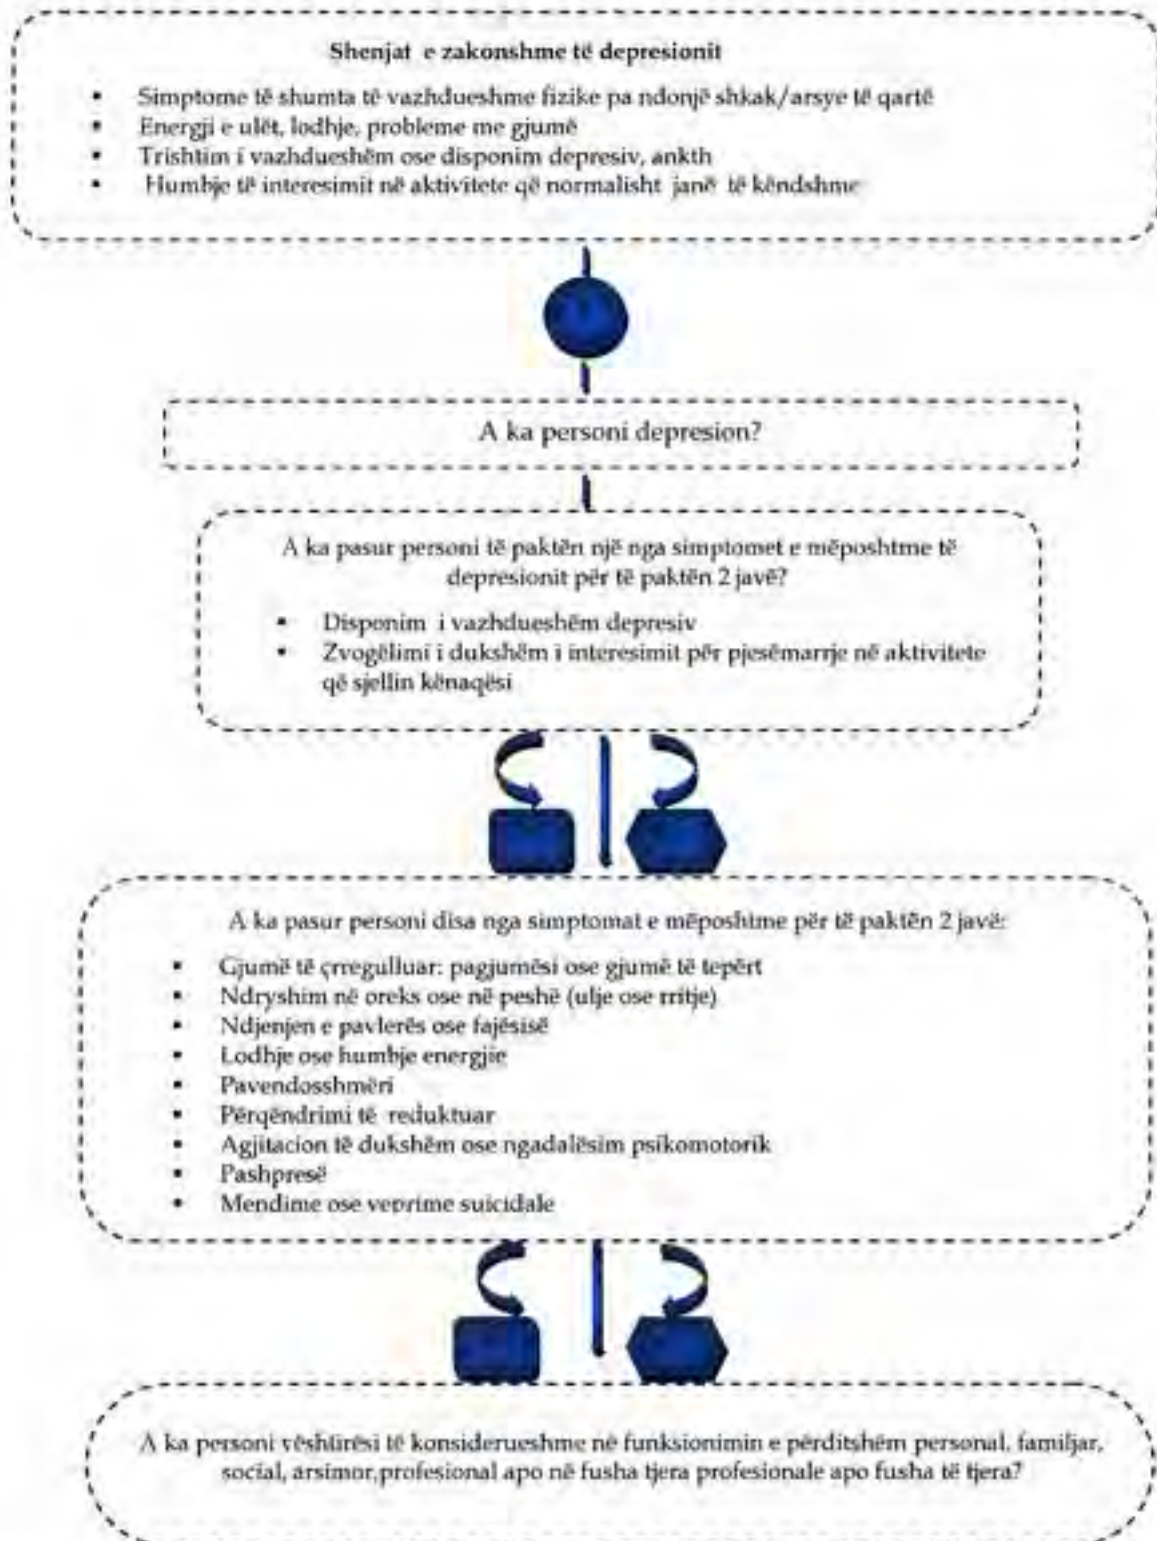 Shenjat e zakonshme të depresionit
▪ Simptome të shumta të vazhdueshme fizike pa ndonjë shkak/arsye të qartë
▪ Energji e ulët, lodhje, probleme me gjumë
▪ Trishtim i vazhdueshëm ose disponim depresiv, ankth
▪ Humbje të interesimit në aktivitete që normalisht janë të këndshme
A ka personi depresion?
A ka pasur personi të paktën një nga simptomet e mëposhtme të
depresionit për të paktën 2 javë?
▪ Disponim i vazhdueshëm depresiv
▪ Zvogëlimi i dukshëm i interesimit për pjesëmarrje në aktivitete
që sjellin kënaqësi
A ka pasur personi disa nga simptomat e mëposhtme për të paktën 2 javë:
▪ Gjumë të çrregulluar: pagjumësi ose gjumë të tepërt
▪ Ndryshim në oreks ose në peshë (ulje ose rritje)
▪ Ndjenjen e pavlerës ose fajësisë
▪ Lodhje ose humbje energjie
▪ Pavendosshmëri
▪ Përqëndrimi të reduktuar
▪ Agjitacion të dukshëm ose ngadalësim psikomotorik
▪ Pashpresë
▪ Mendime ose veprime suicidale
A ka personi vështirësi të konsiderueshme në funksionimin e përditshëm personal, familjar,
social, arsimor,profesional apo në fusha tjera profesionale apo fusha të tjera?